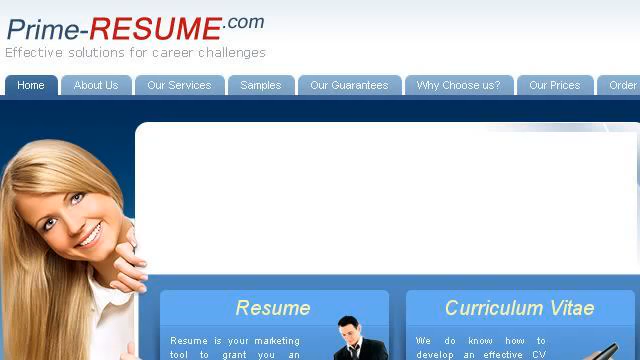 Prime-RESUME.com
Effective solutions for career challenges
Home About Us Our Services Samples Our Guarantees Why Choose us? Our Prices Order
Resume Curriculum Vitae
Resume is your marketing
tool to grant you an
We do know how to
develop an effective CV